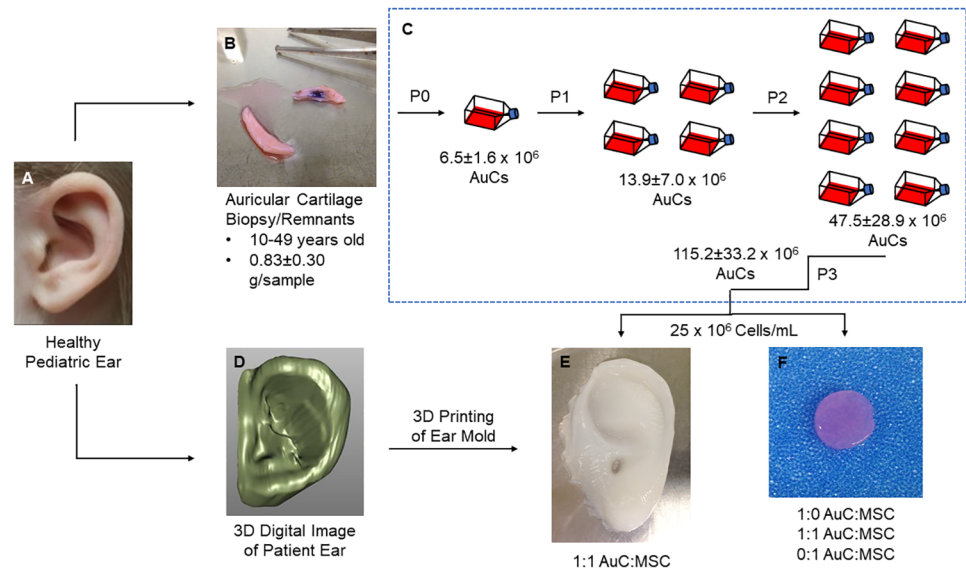 A
Healthy
Pediatric Ear
B
Auricular Cartilage
Biopsy/Remnants
• 10-49 years old
• 0.83±0.30
g/sample
C
P0
6.5±1.6 x 10⁶
AuCs
P1
13.9±7.0 x 10⁶
AuCs
P2
47.5±28.9 x 10⁶
AuCs
P3
115.2±33.2 x 10⁶
AuCs
25 x 10⁶ Cells/mL
D
3D Digital Image
of Patient Ear
3D Printing
of Ear Mold
E
1:1 AuC:MSC
F
1:0 AuC:MSC
1:1 AuC:MSC
0:1 AuC:MSC